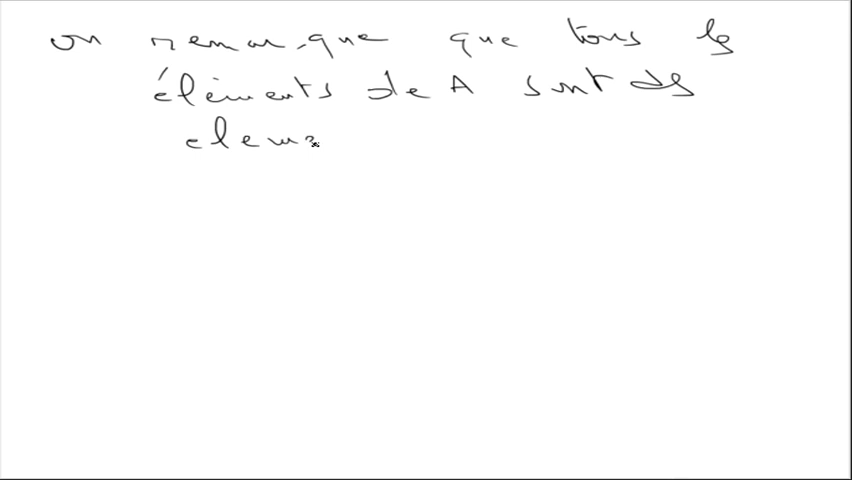 on remarque que tous les
éléments de A sont des
elem